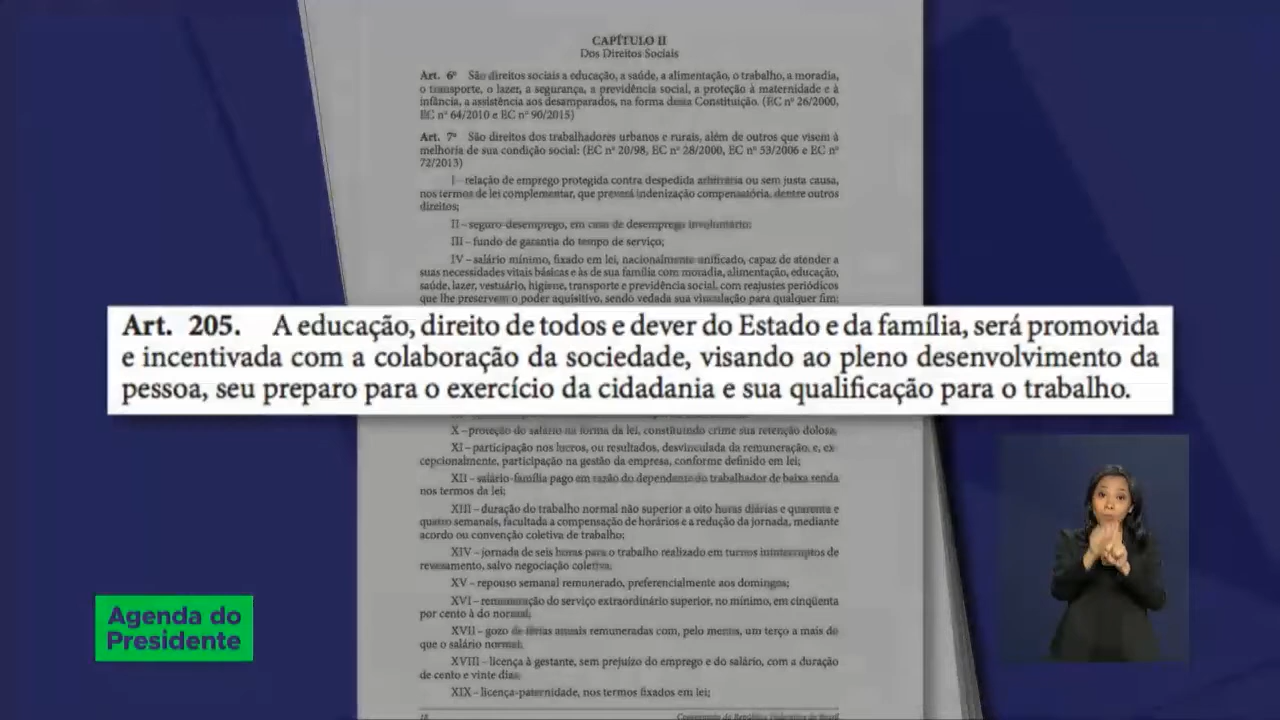 CAPÍTULO II
Dos Direitos Sociais
Art. 6º São direitos sociais a educação, a saúde, a alimentação, o trabalho, a moradia,
o transporte, o lazer, a segurança, a previdência social, a proteção à maternidade e à
infância, a assistência aos desamparados, na forma desta Constituição. (EC nº 26/2000,
EC nº 64/2010 e EC nº 90/2015)
Art. 7º São direitos dos trabalhadores urbanos e rurais, além de outros que visem à
melhoria de sua condição social: (EC nº 20/98, EC nº 28/2000, EC nº 53/2006 e EC nº
72/2013)
I – relação de emprego protegida contra despedida arbitrária ou sem justa causa,
nos termos de lei complementar, que preverá indenização compensatória, dentre outros
direitos;
II – seguro-desemprego, em caso de desemprego involuntário;
III – fundo de garantia do tempo de serviço;
IV – salário mínimo, fixado em lei, nacionalmente unificado, capaz de atender a
suas necessidades vitais básicas e às de sua família com moradia, alimentação, educação,
saúde, lazer, vestuário, higiene, transporte e previdência social, com reajustes periódicos
que lhe preservem o poder aquisitivo, sendo vedada sua vinculação para qualquer fim;
Art. 205. A educação, direito de todos e dever do Estado e da família, será promovida
e incentivada com a colaboração da sociedade, visando ao pleno desenvolvimento da
pessoa, seu preparo para o exercício da cidadania e sua qualificação para o trabalho.
X – proteção do salário na forma da lei, constituindo crime sua retenção dolosa;
XI – participação nos lucros, ou resultados, desvinculada da remuneração, e, ex-
cepcionalmente, participação na gestão da empresa, conforme definido em lei;
XII – salário-família pago em razão do dependente do trabalhador de baixa renda
nos termos da lei;
XIII – duração do trabalho normal não superior a oito horas diárias e quarenta e
quatro semanais, facultada a compensação de horários e a redução da jornada, mediante
acordo ou convenção coletiva de trabalho;
XIV – jornada de seis horas para o trabalho realizado em turnos ininterruptos de
revezamento, salvo negociação coletiva;
XV – repouso semanal remunerado, preferencialmente aos domingos;
XVI – remuneração do serviço extraordinário superior, no mínimo, em cinqüenta
por cento à do normal;
XVII – gozo de férias anuais remuneradas com, pelo menos, um terço a mais do
que o salário normal;
XVIII – licença à gestante, sem prejuízo do emprego e do salário, com a duração
de cento e vinte dias;
XIX – licença-paternidade, nos termos fixados em lei;
Constituição da República Federativa do Brasil
Agenda do
Presidente